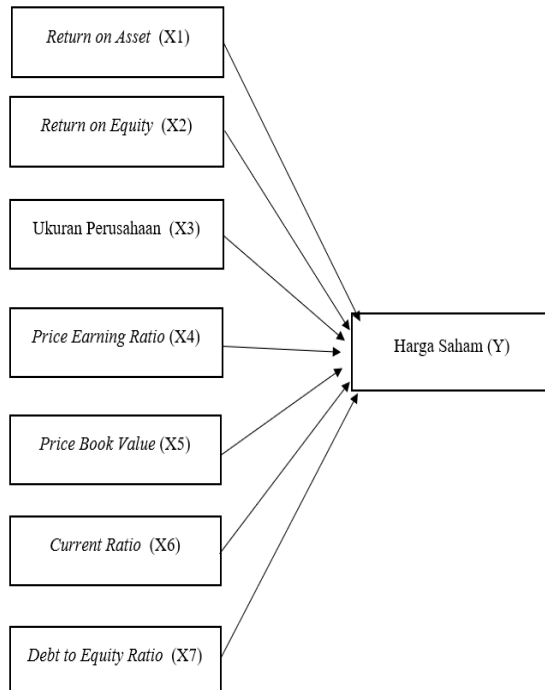 Return on Asset (X1)
Return on Equity (X2)
Ukuran Perusahaan (X3)
Price Earning Ratio (X4)
Harga Saham (Y)
Price Book Value (X5)
Current Ratio (X6)
Debt to Equity Ratio (X7)